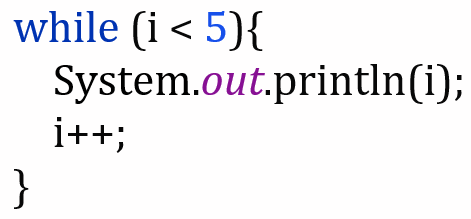 while (i < 5){
System.out.println(i);
i++;
}